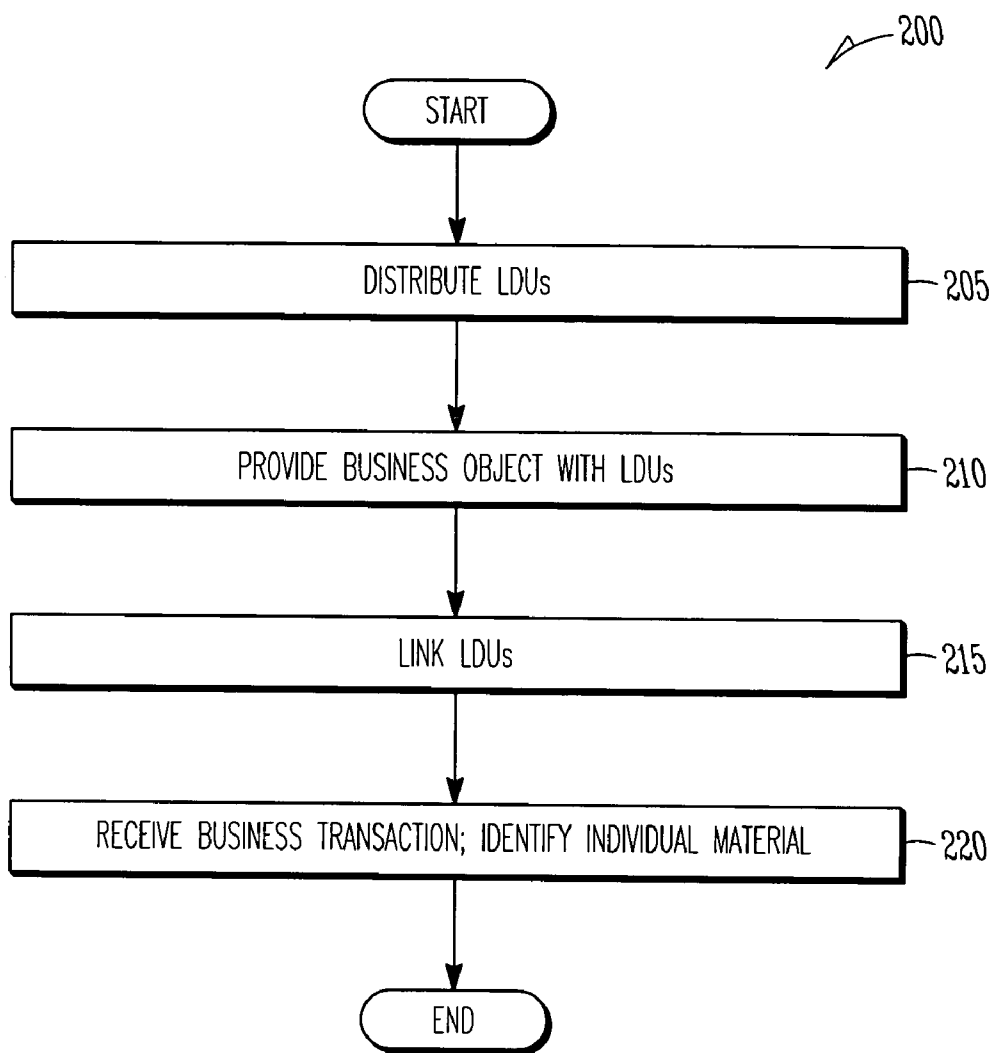 200
START
DISTRIBUTE LDUs
205
PROVIDE BUSINESS OBJECT WITH LDUs
210
LINK LDUs
215
RECEIVE BUSINESS TRANSACTION; IDENTIFY INDIVIDUAL MATERIAL
220
END